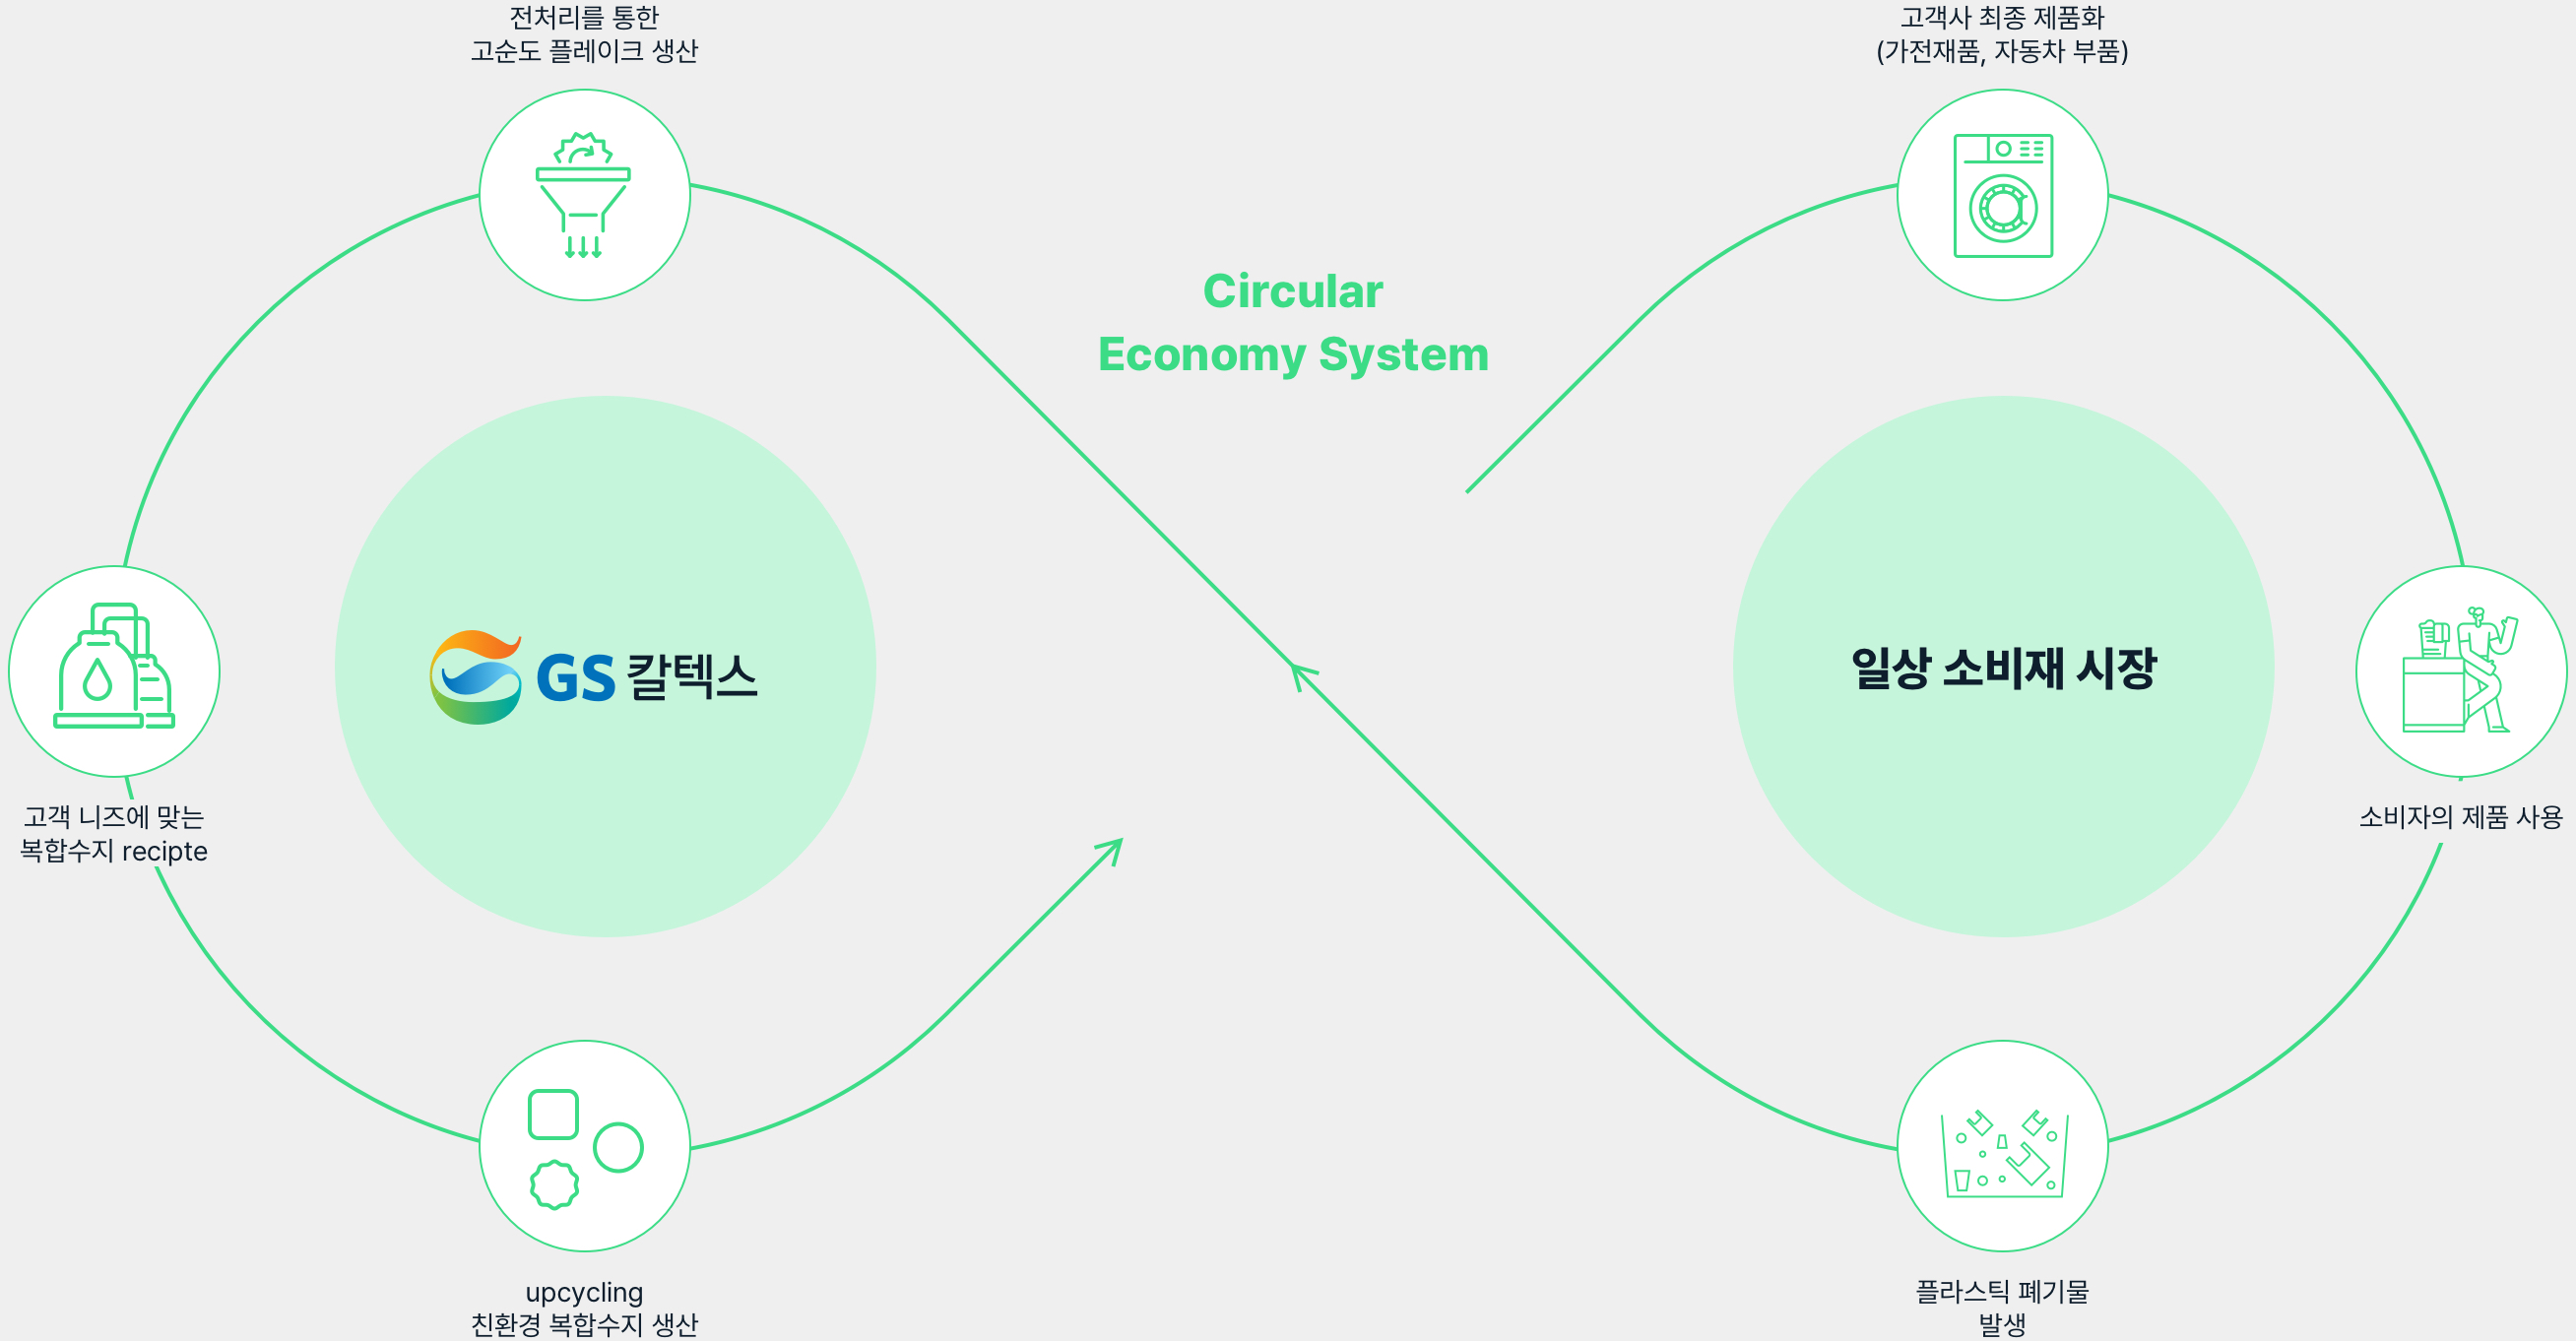 전처리를 통한
고순도 플레이크 생산
고객사 최종 제품화
(가전재품, 자동차 부품)
Circular
Economy System
GS 칼텍스
일상 소비재 시장
고객 니즈에 맞는
복합수지 recipte
소비자의 제품 사용
upcycling
친환경 복합수지 생산
플라스틱 폐기물
발생